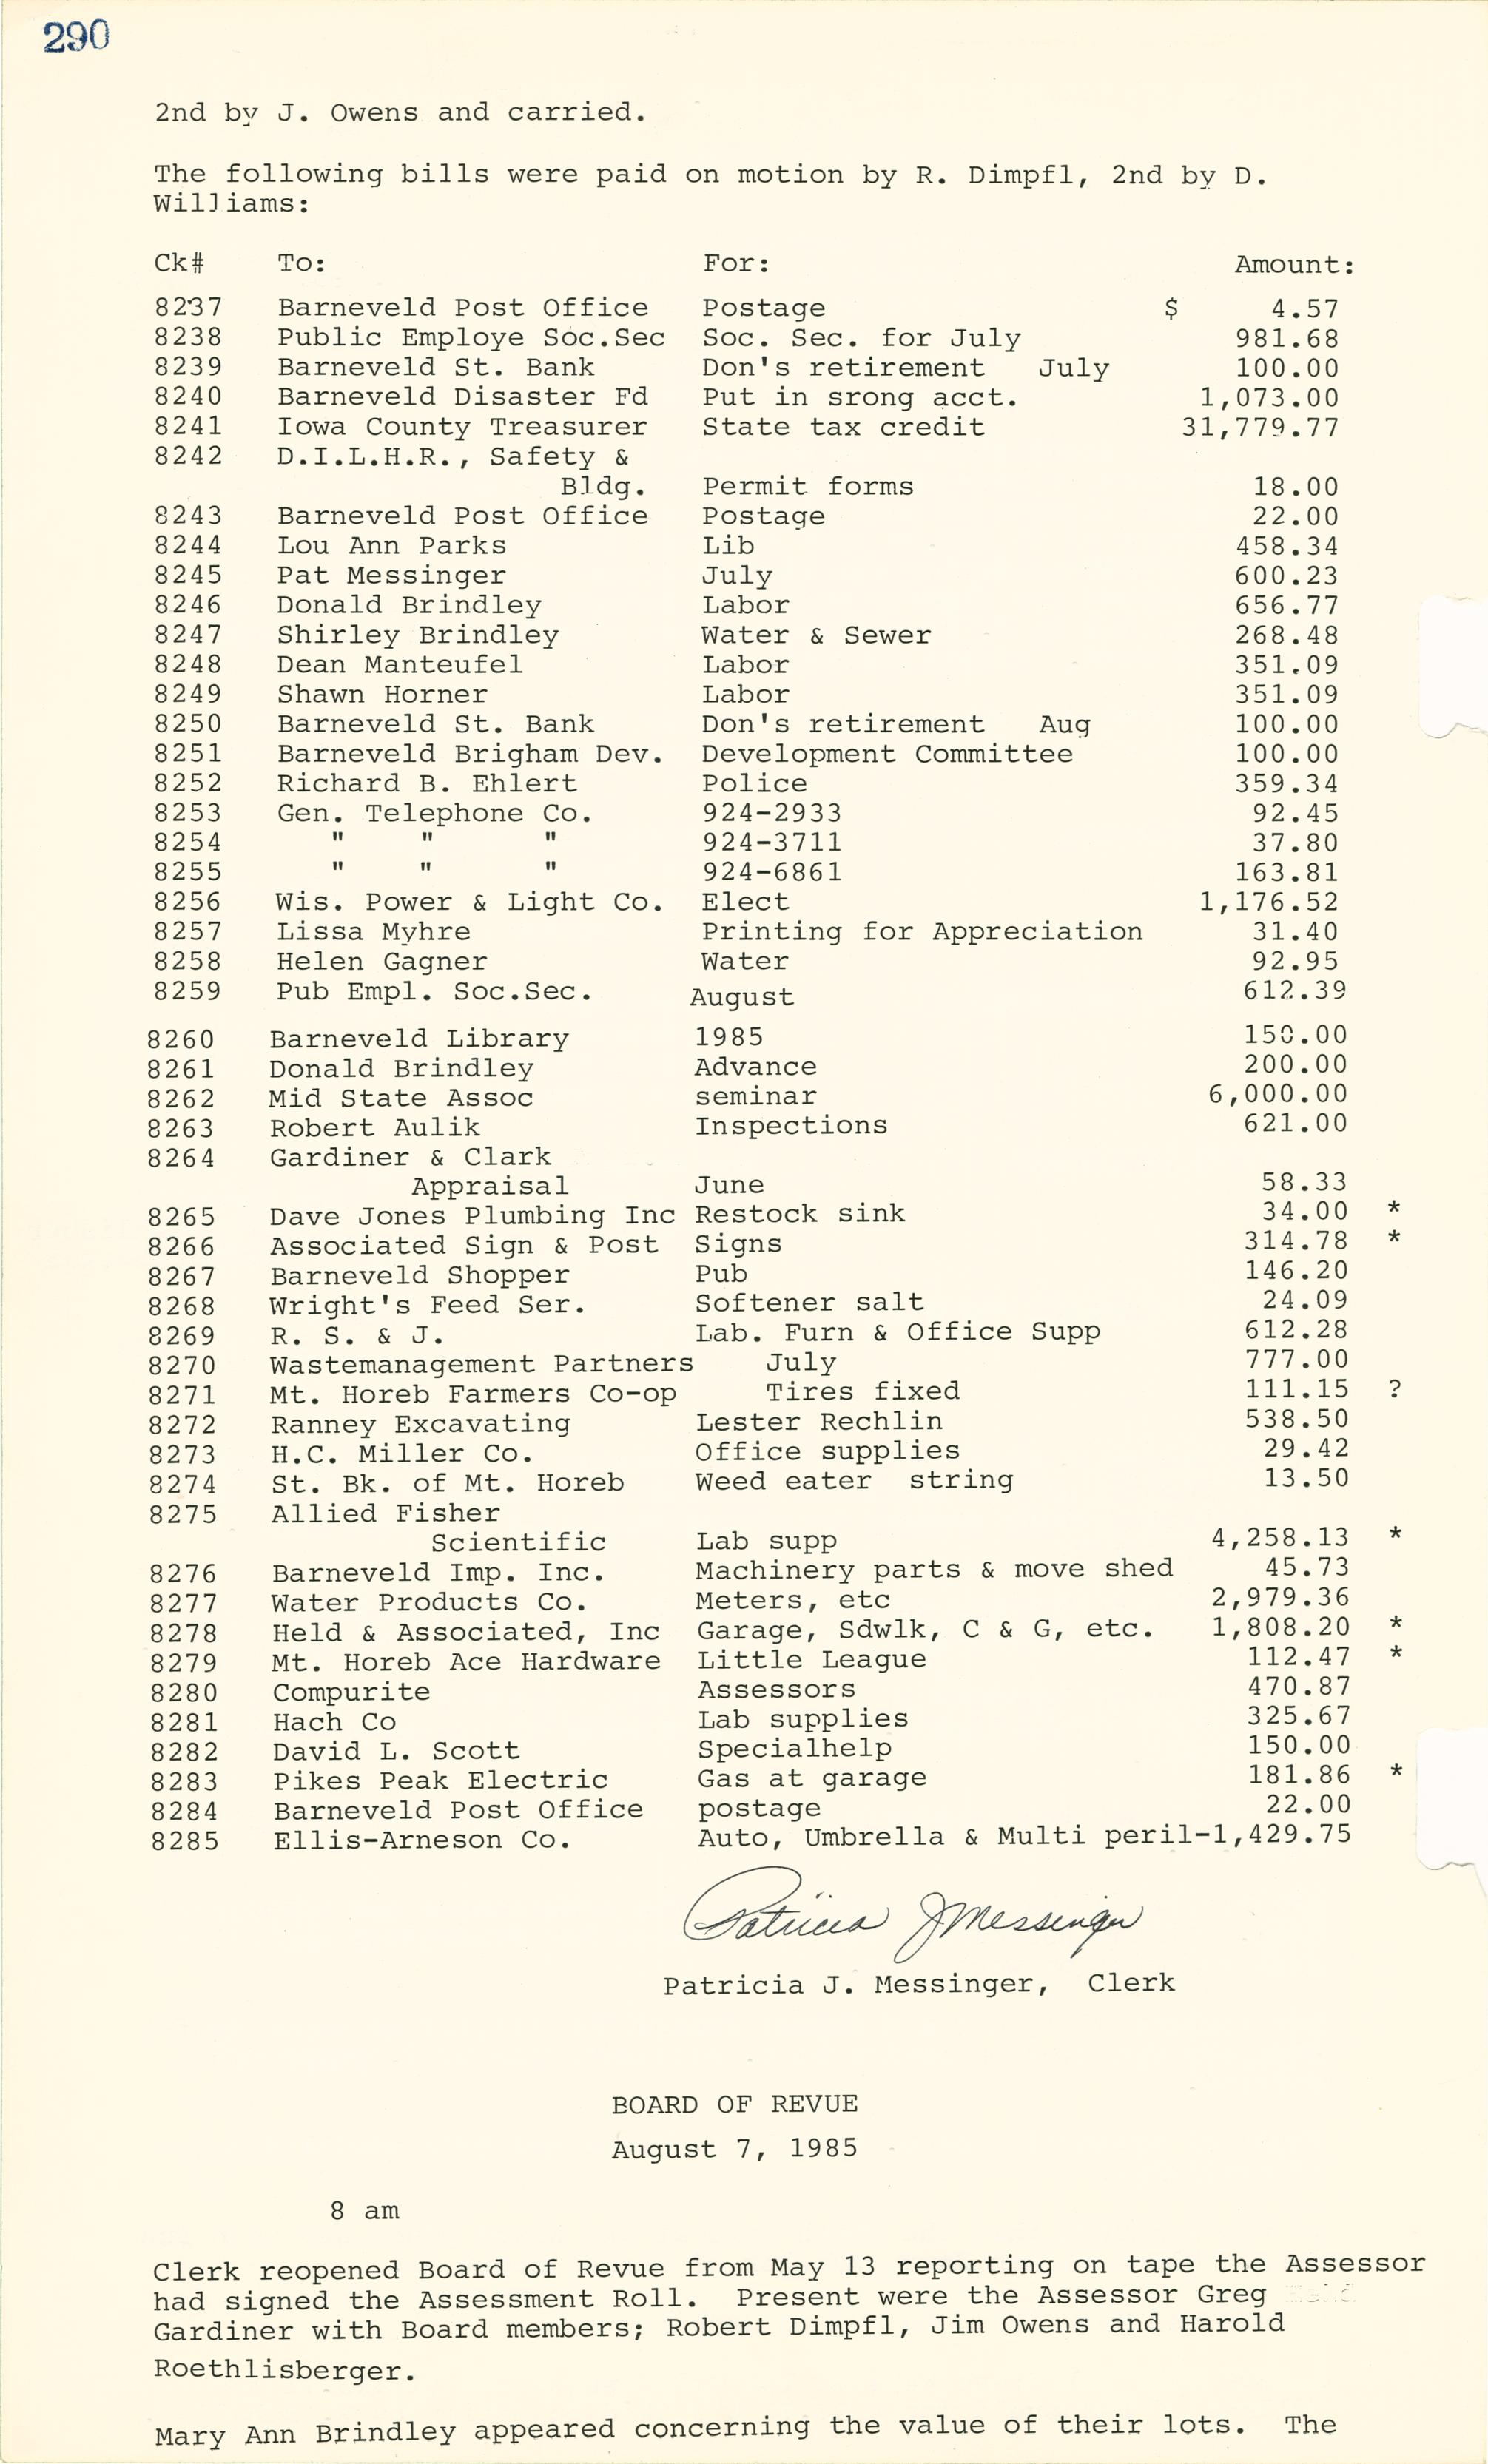 290
2nd by J. Owens and carried.
The following bills were paid on motion by R. Dimpfl, 2nd by D.
Williams:
Ck# To: For: Amount:
8237 Barneveld Post Office Postage $ 4.57
8238 Public Employe Soc.Sec Soc. Sec. for July 981.68
8239 Barneveld St. Bank Don's retirement July 100.00
8240 Barneveld Disaster Fd Put in srong acct. 1,073.00
8241 Iowa County Treasurer State tax credit 31,779.77
8242 D.I.L.H.R., Safety &
Bldg. Permit forms 18.00
8243 Barneveld Post Office Postage 22.00
8244 Lou Ann Parks Lib 458.34
8245 Pat Messinger July 600.23
8246 Donald Brindley Labor 656.77
8247 Shirley Brindley Water & Sewer 268.48
8248 Dean Manteufel Labor 351.09
8249 Shawn Horner Labor 351.09
8250 Barneveld St. Bank Don's retirement Aug 100.00
8251 Barneveld Brigham Dev. Development Committee 100.00
8252 Richard B. Ehlert Police 359.34
8253 Gen. Telephone Co. 924-2933 92.45
8254 " " " 924-3711 37.80
8255 " " " 924-6861 163.81
8256 Wis. Power & Light Co. Elect 1,176.52
8257 Lissa Myhre Printing for Appreciation 31.40
8258 Helen Gagner Water 92.95
8259 Pub Empl. Soc.Sec. August 612.39
8260 Barneveld Library 1985 150.00
8261 Donald Brindley Advance 200.00
8262 Mid State Assoc seminar 6,000.00
8263 Robert Aulik Inspections 621.00
8264 Gardiner & Clark
Appraisal June 58.33
8265 Dave Jones Plumbing Inc Restock sink 34.00 *
8266 Associated Sign & Post Signs 314.78 *
8267 Barneveld Shopper Pub 146.20
8268 Wright's Feed Ser. Softener salt 24.09
8269 R. S. & J. Lab. Furn & Office Supp 612.28
8270 Wastemanagement Partners July 777.00
8271 Mt. Horeb Farmers Co-op Tires fixed 111.15 ?
8272 Ranney Excavating Lester Rechlin 538.50
8273 H.C. Miller Co. Office supplies 29.42
8274 St. Bk. of Mt. Horeb Weed eater string 13.50
8275 Allied Fisher
Scientific Lab supp 4,258.13 *
8276 Barneveld Imp. Inc. Machinery parts & move shed 45.73
8277 Water Products Co. Meters, etc 2,979.36
8278 Held & Associated, Inc Garage, Sdwlk, C & G, etc. 1,808.20 *
8279 Mt. Horeb Ace Hardware Little League 112.47 *
8280 Compurite Assessors 470.87
8281 Hach Co Lab supplies 325.67
8282 David L. Scott Specialhelp 150.00
8283 Pikes Peak Electric Gas at garage 181.86 *
8284 Barneveld Post Office postage 22.00
8285 Ellis-Arneson Co. Auto, Umbrella & Multi peril-1,429.75
Patricia J Messinger
Patricia J. Messinger, Clerk
BOARD OF REVUE
August 7, 1985
8 am
Clerk reopened Board of Revue from May 13 reporting on tape the Assessor
had signed the Assessment Roll. Present were the Assessor Greg
Gardiner with Board members; Robert Dimpfl, Jim Owens and Harold
Roethlisberger.
Mary Ann Brindley appeared concerning the value of their lots. The